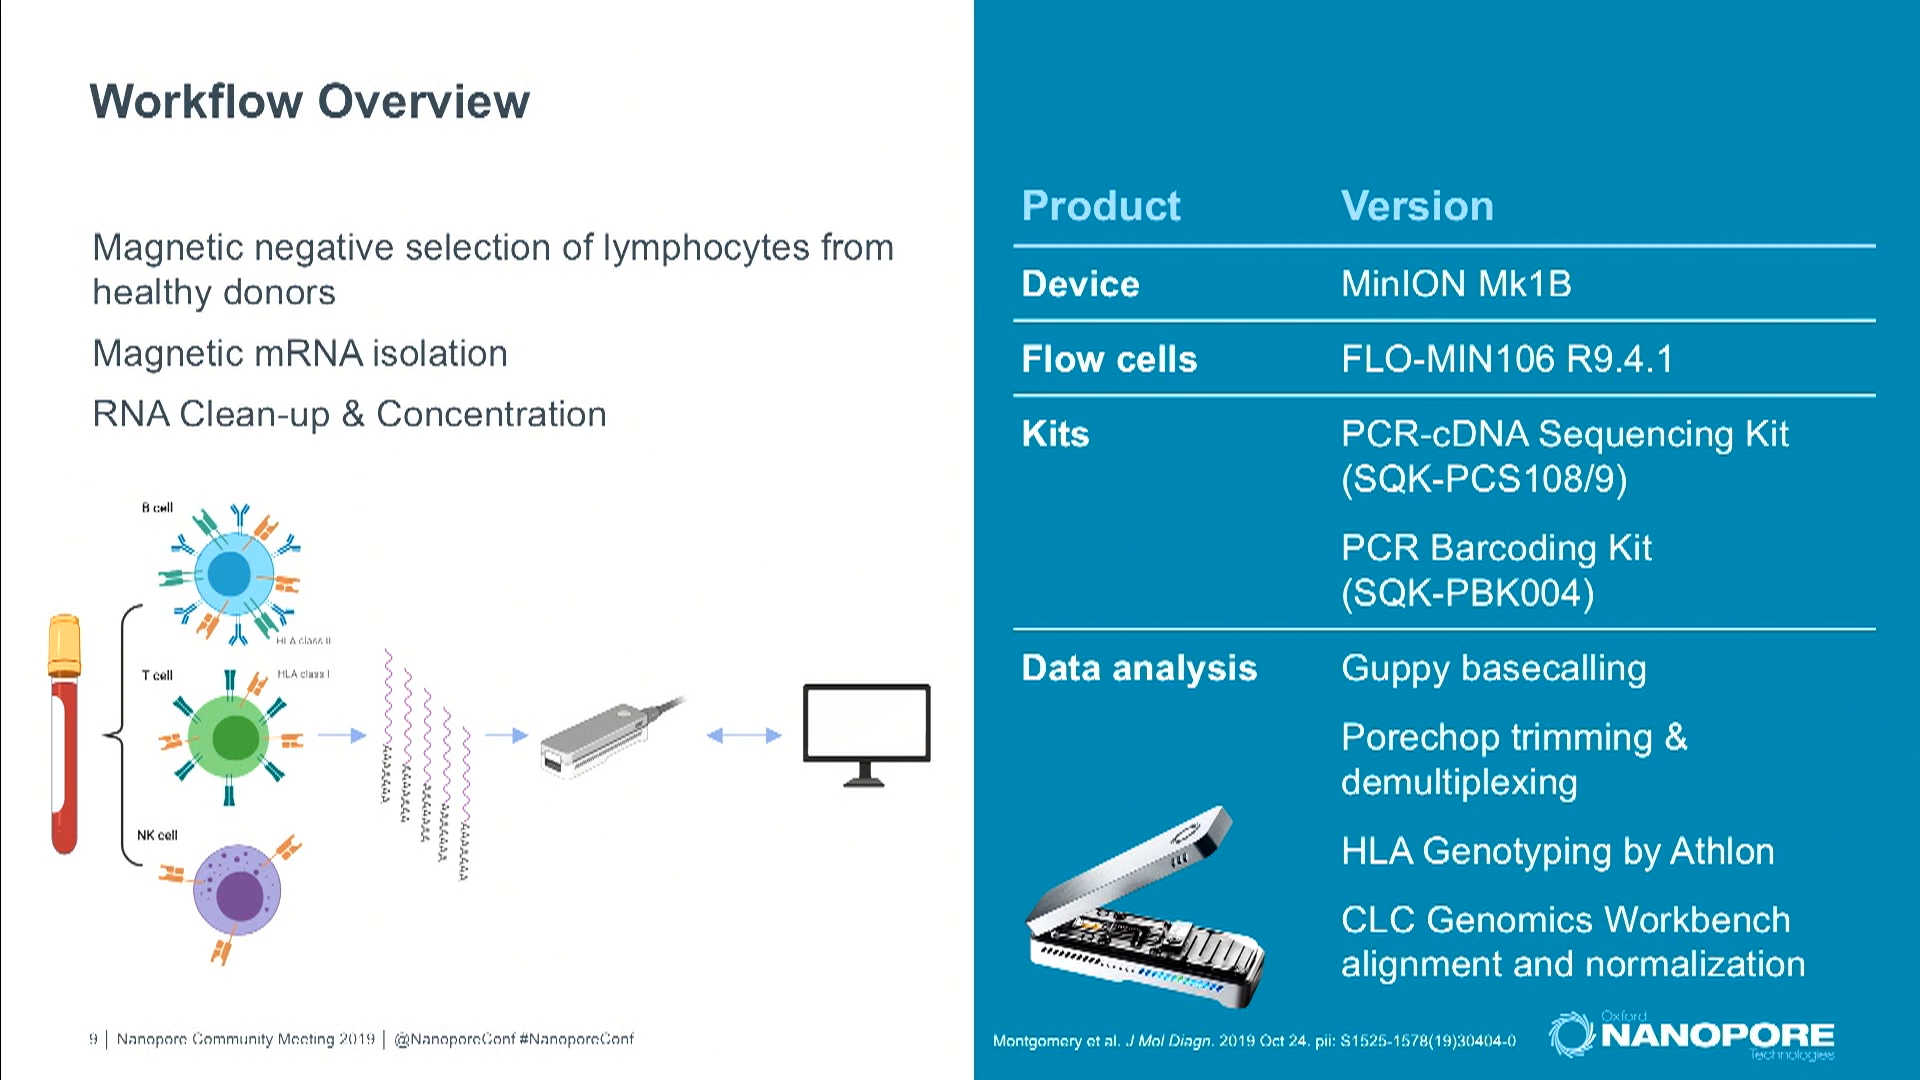 Workflow Overview
Magnetic negative selection of lymphocytes from
healthy donors
Magnetic mRNA isolation
RNA Clean-up & Concentration
B cell
HLA class II
T cell
HLA class I
NK cell
9 | Nanopore Community Meeting 2019 | @NanoporeConf #NanoporeConf
Product Version
Device MinION Mk1B
Flow cells FLO-MIN106 R9.4.1
Kits PCR-cDNA Sequencing Kit
(SQK-PCS108/9)
PCR Barcoding Kit
(SQK-PBK004)
Data analysis Guppy basecalling
Porechop trimming &
demultiplexing
HLA Genotyping by Athlon
CLC Genomics Workbench
alignment and normalization
Montgomery et al. J Mol Diagn. 2019 Oct 24. pii: S1525-1578(19)30404-0
Oxford
NANOPORE
Technologies